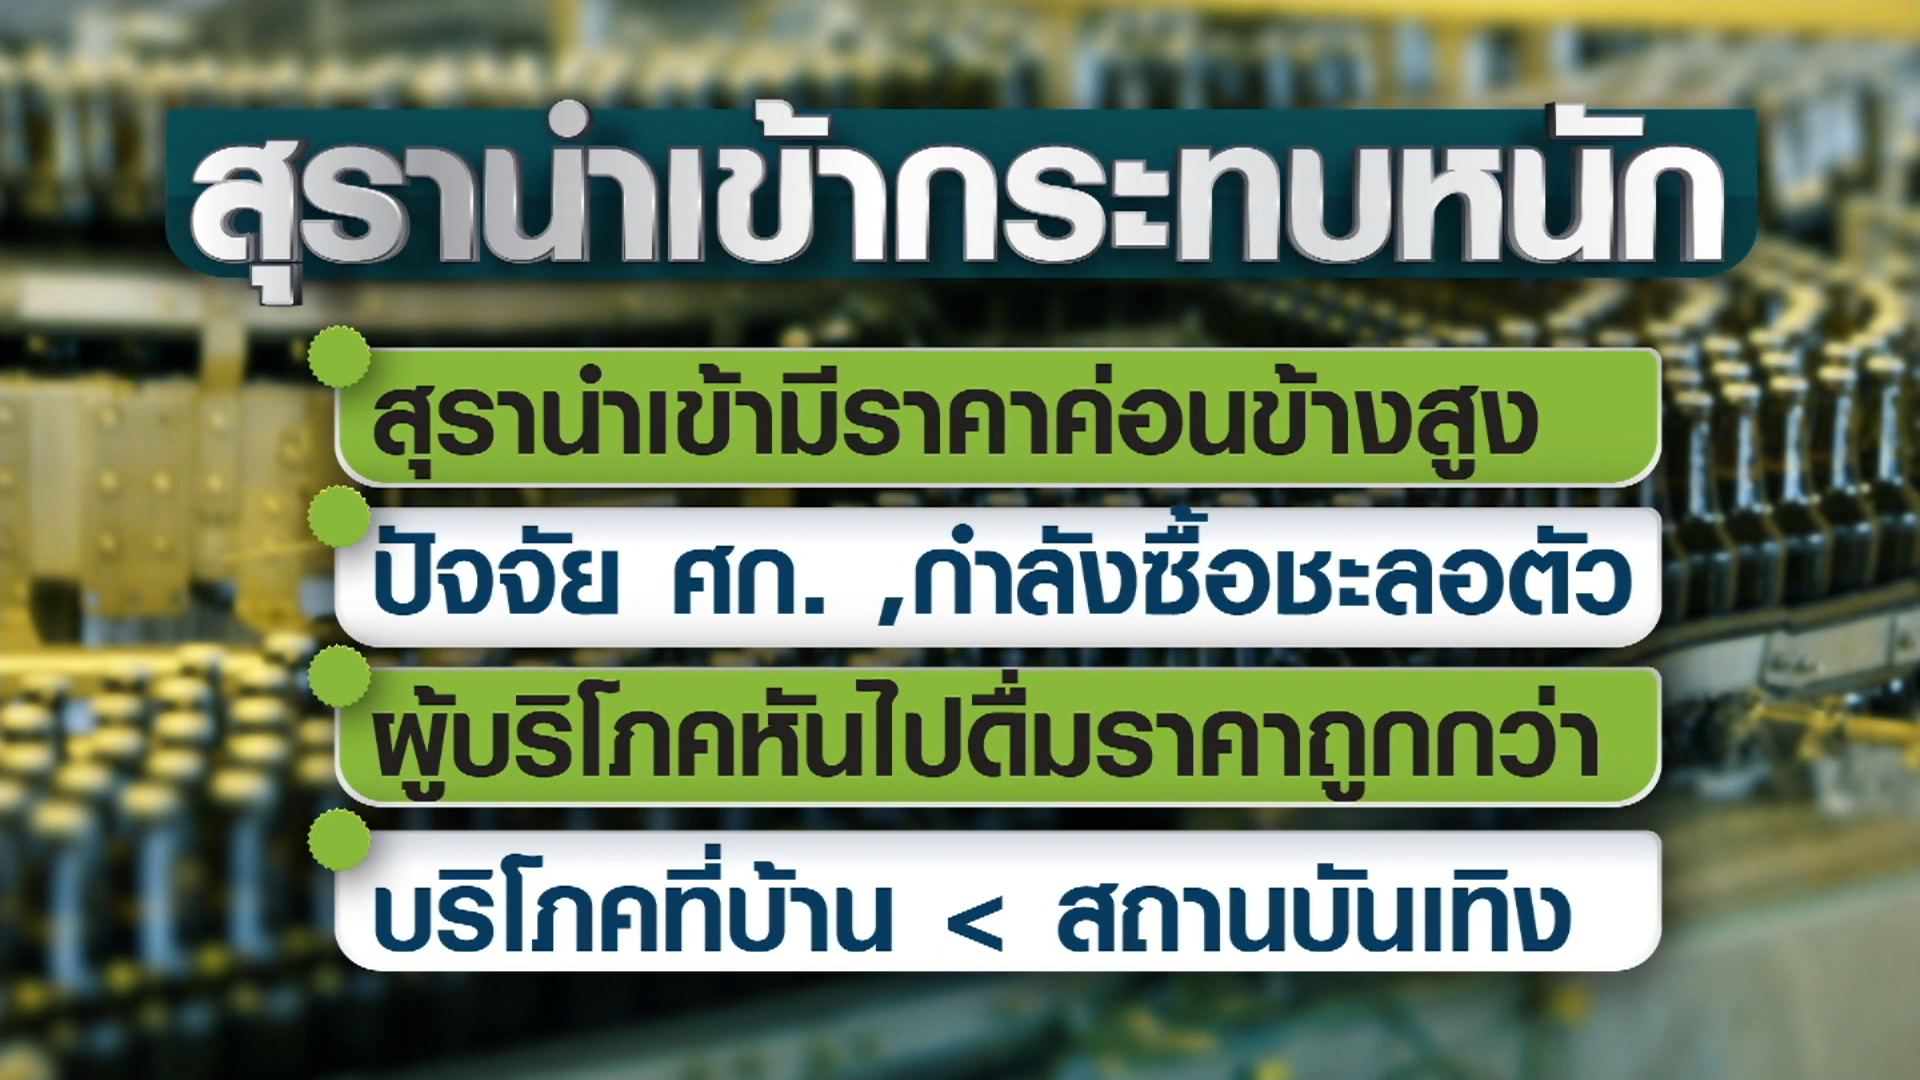 สุรานำเข้ากระทบหนัก
สุรานำเข้ามีราคาค่อนข้างสูง
ปัจจัย ศก. ,กำลังซื้อชะลอตัว
ผู้บริโภคหันไปดื่มราคาถูกกว่า
บริโภคที่บ้าน < สถานบันเทิง